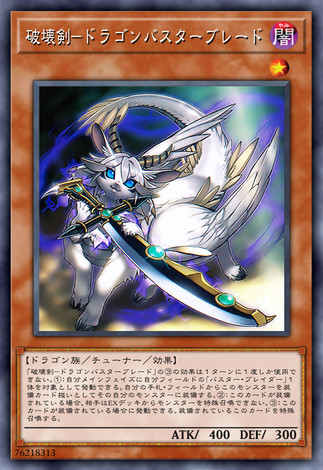 破壊剣－ドラゴンバスターブレード
闇
やみ
【ドラゴン族／チューナー／効果】
「破壊剣－ドラゴンバスターブレード」の③の効果は１ターンに１度しか使用で
きない。①：自分メインフェイズに自分フィールドの「バスター・ブレイダー」１
体を対象として発動できる。自分の手札・フィールドからこのモンスターを装
備カード扱いとしてその自分のモンスターに装備する。②：このカードが装備
されている場合、相手はEXデッキからモンスターを特殊召喚できない。③：こ
のカードが装備されている場合に発動できる。装備されているこのカードを特殊
召喚する。
ATK/ 400 DEF/ 300
76218313